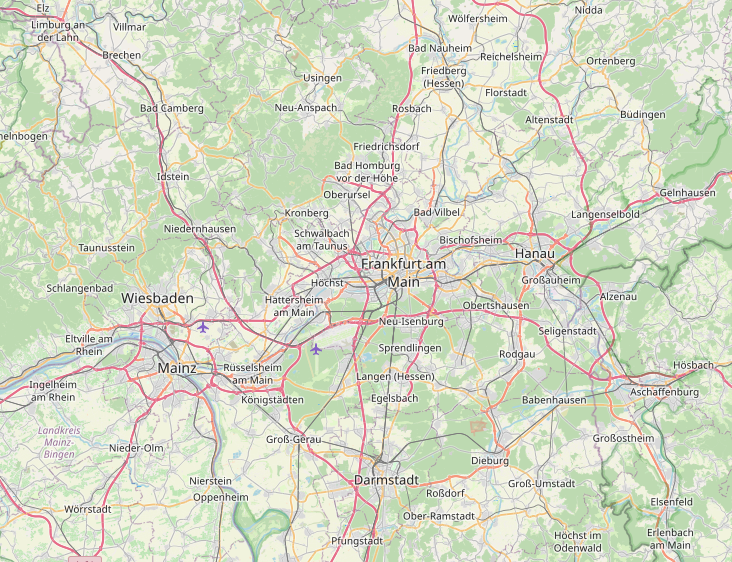 Elz
Nidda
Wölfersheim
Limburg an
der Lahn
Villmar
Bad Nauheim
Brechen
Reichelsheim
Ortenberg
Friedberg
(Hessen)
Usingen
Florstadt
Bad Camberg
Neu-Anspach
Rosbach
Büdingen
Altenstadt
Friedrichsdorf
Bad Homburg
vor der Höhe
Idstein
Oberursel
Gelnhausen
Kronberg
Bad Vilbel
Langenselbold
Niedernhausen
Schwalbach
am Taunus
Bischofsheim
Taunusstein
Hanau
Frankfurt am
Main
Großauheim
Höchst
Schlangenbad
Wiesbaden
Alzenau
Hattersheim
am Main
Obertshausen
Neu-Isenburg
Seligenstadt
Eltville am
Rhein
Sprendlingen
Rodgau
Mainz
Rüsselsheim
am Main
Hösbach
Langen (Hessen)
Ingelheim
am Rhein
Aschaffenburg
Königstädten
Egelsbach
Babenhausen
Landkreis
Mainz-
Bingen
Groß-Gerau
Großostheim
Nieder-Olm
Dieburg
Nierstein
Darmstadt
Groß-Umstadt
Oppenheim
Roßdorf
Elsenfeld
Wörrstadt
Ober-Ramstadt
Pfungstadt
Höchst im
Odenwald
Erlenbach
am Main